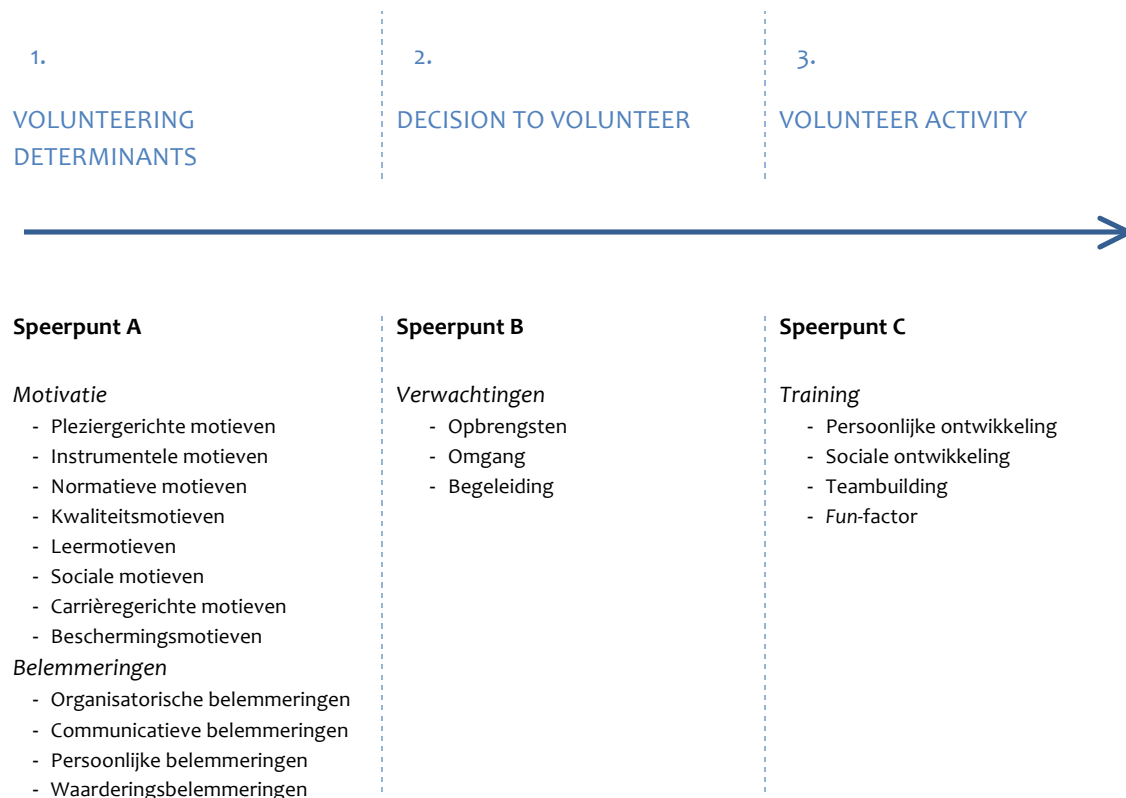 1.
VOLUNTEERING
DETERMINANTS
2.
DECISION TO VOLUNTEER
3.
VOLUNTEER ACTIVITY
Speerpunt A
Motivatie
- Pleziergerichte motieven
- Instrumentele motieven
- Normatieve motieven
- Kwaliteitsmotieven
- Leermotieven
- Sociale motieven
- Carrièregerichte motieven
- Beschermingsmotieven
Belemmeringen
- Organisatorische belemmeringen
- Communicatieve belemmeringen
- Persoonlijke belemmeringen
- Waarderingsbelemmeringen
Speerpunt B
Verwachtingen
- Opbrengsten
- Omgang
- Begeleiding
Speerpunt C
Training
- Persoonlijke ontwikkeling
- Sociale ontwikkeling
- Teambuilding
- Fun-factor